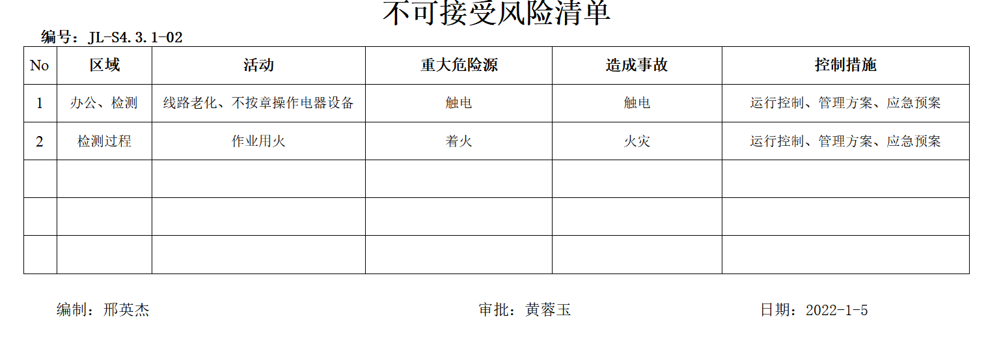 不可接受风险清单
编号：JL-S4.3.1-02
No 区域 活动 重大危险源 造成事故 控制措施
1 办公、检测 线路老化、不按章操作电器设备 触电 触电 运行控制、管理方案、应急预案
2 检测过程 作业用火 着火 火灾 运行控制、管理方案、应急预案
编制：邢英杰 审批：黄蓉玉 日期：2022-1-5